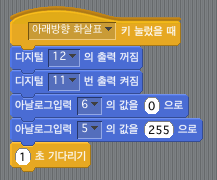 아래방향 화살표 키 눌렀을 때
디지털 12 의 출력 꺼짐
디지털 11 번 출력 켜짐
아날로그입력 6 의 값을 0 으로
아날로그입력 5 의 값을 255 으로
1 초 기다리기